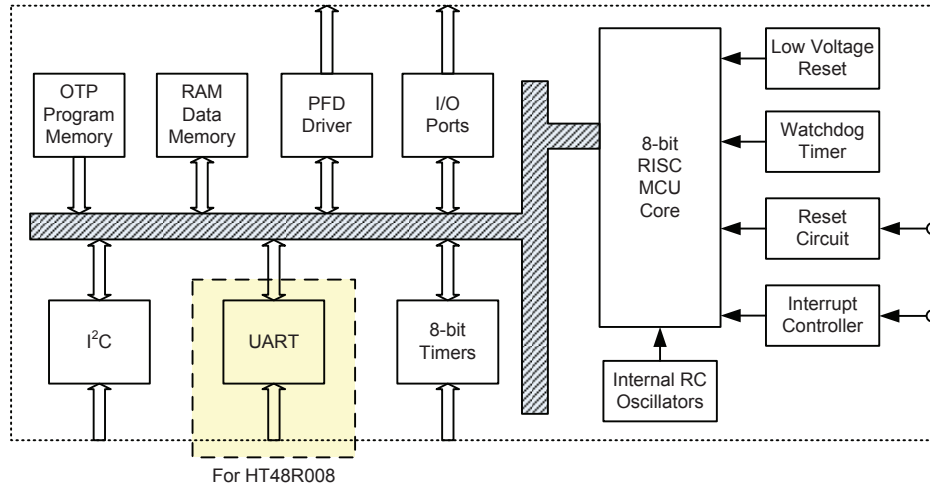 OTP
Program
Memory
RAM
Data
Memory
PFD
Driver
I/O
Ports
8-bit
RISC
MCU
Core
Low Voltage
Reset
Watchdog
Timer
Reset
Circuit
Interrupt
Controller
I²C
UART
8-bit
Timers
Internal RC
Oscillators
For HT48R008